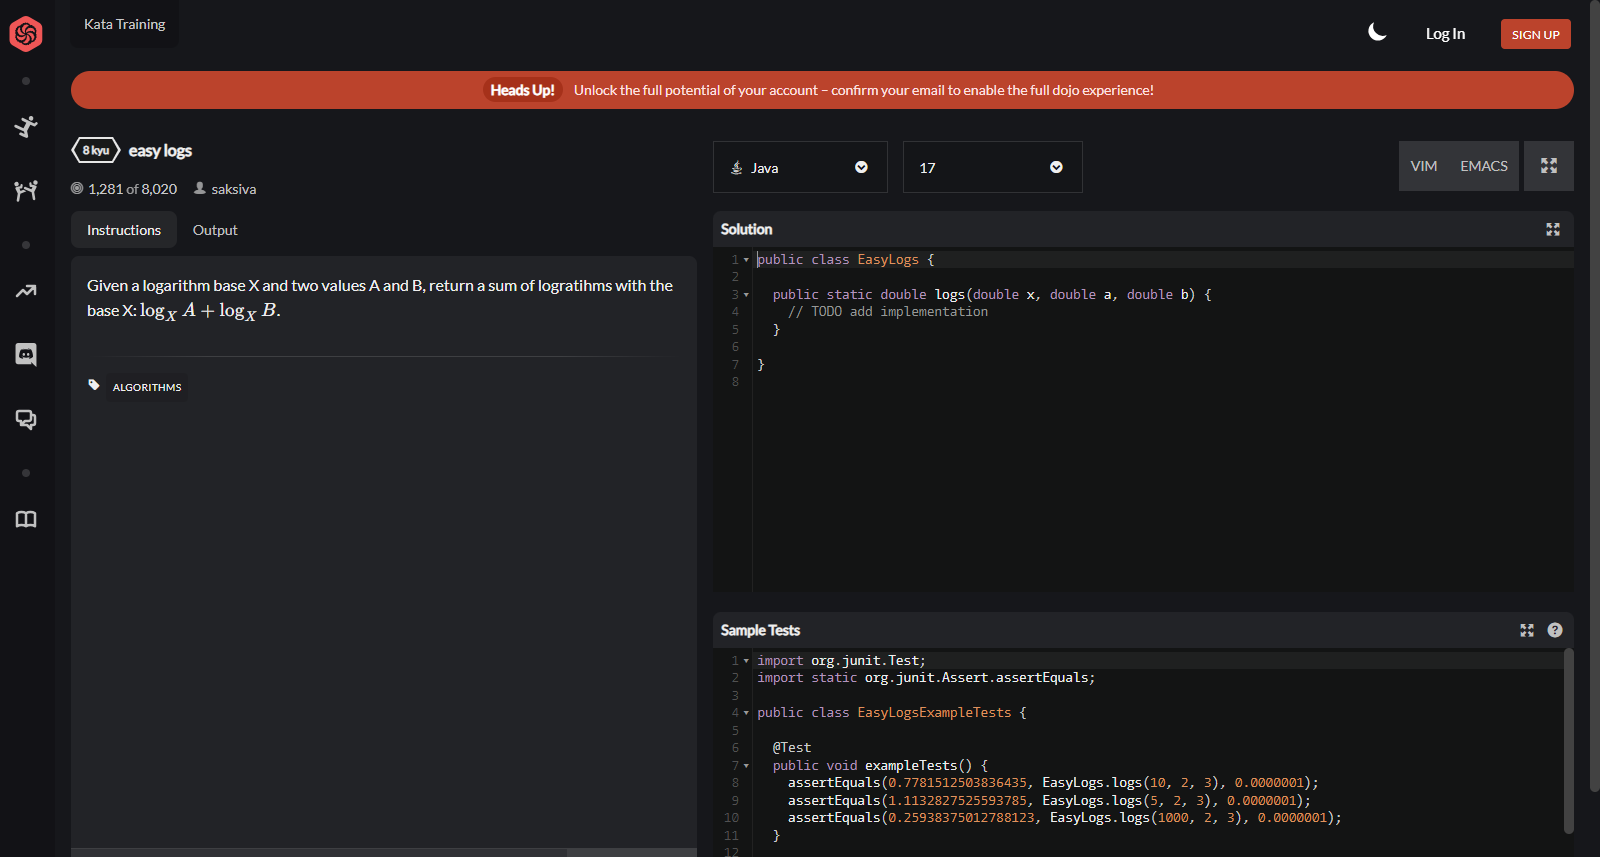 Kata Training
Log In
SIGN UP
Heads Up! Unlock the full potential of your account – confirm your email to enable the full dojo experience!
8 kyu easy logs
1,281 of 8,020 saksiva
Instructions Output
Given a logarithm base X and two values A and B, return a sum of logratihms with the
base X: log_X A + log_X B.
ALGORITHMS
Java
17
VIM EMACS
Solution
1 public class EasyLogs {
2
3 public static double logs(double x, double a, double b) {
4 // TODO add implementation
5 }
6
7 }
8
Sample Tests
1 import org.junit.Test;
2 import static org.junit.Assert.assertEquals;
3
4 public class EasyLogsExampleTests {
5
6 @Test
7 public void exampleTests() {
8 assertEquals(0.7781512503836435, EasyLogs.logs(10, 2, 3), 0.0000001);
9 assertEquals(1.1132827525593785, EasyLogs.logs(5, 2, 3), 0.0000001);
10 assertEquals(0.25938375012788123, EasyLogs.logs(1000, 2, 3), 0.0000001);
11 }
12